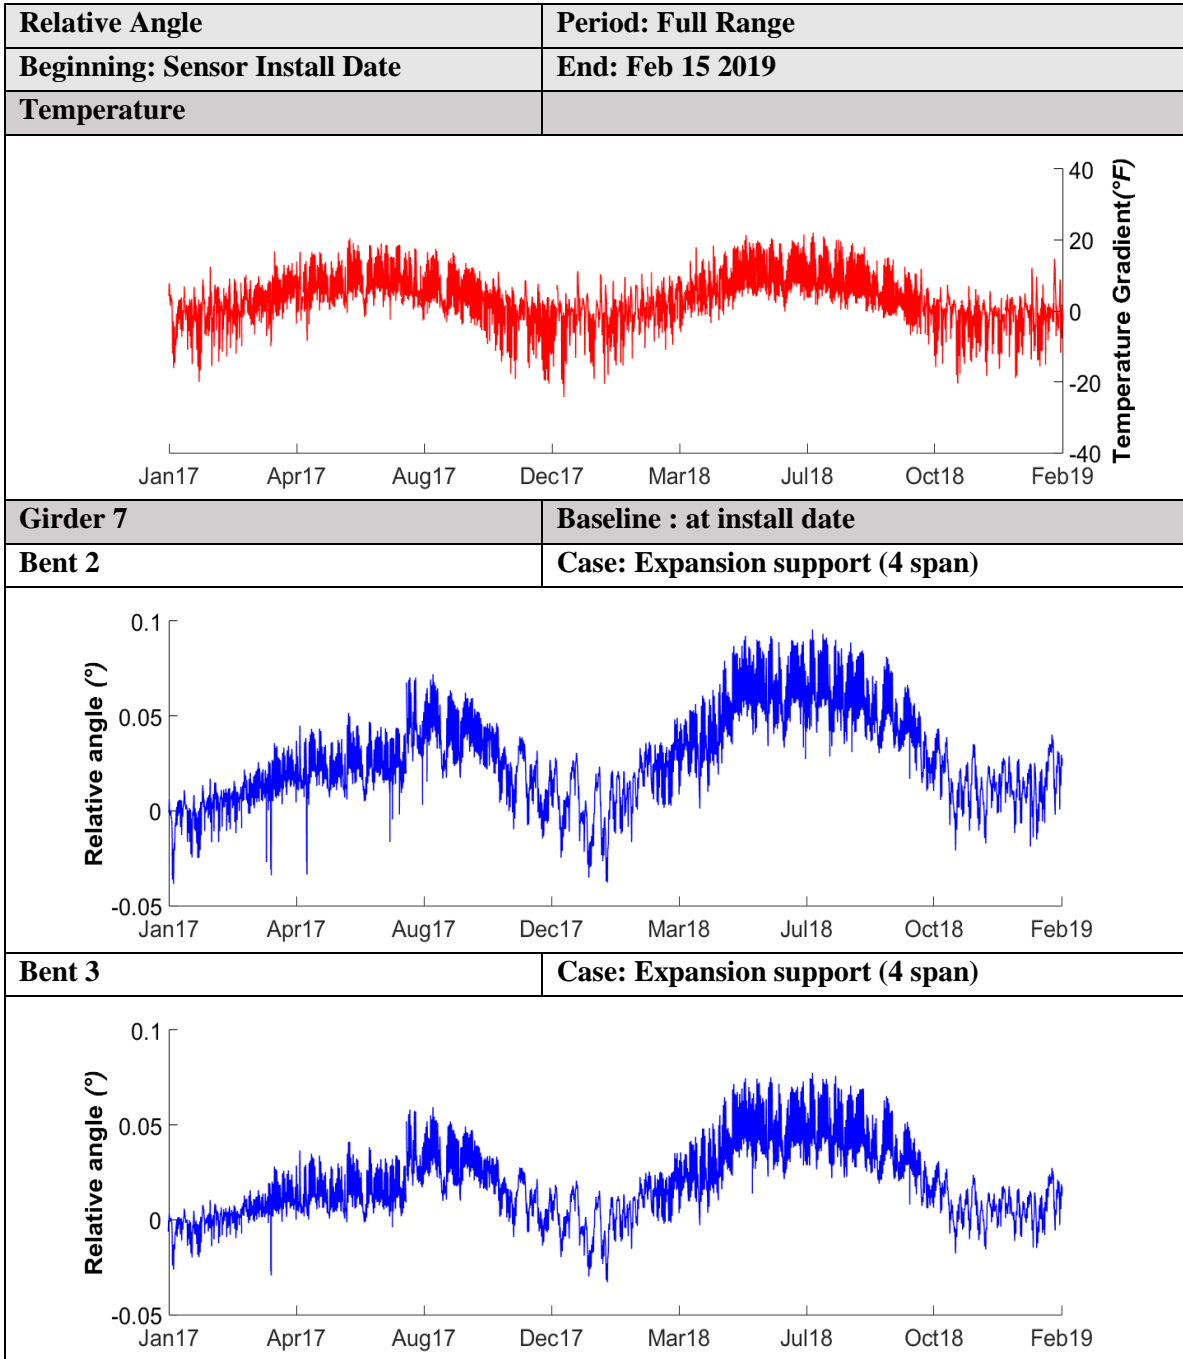 Relative Angle
Period: Full Range
Beginning: Sensor Install Date
End: Feb 15 2019
Temperature
40
20
0
-20
-40
Temperature Gradient(°F)
Jan17 Apr17 Aug17 Dec17 Mar18 Jul18 Oct18 Feb19
Girder 7
Baseline : at install date
Bent 2
Case: Expansion support (4 span)
Relative angle (°)
0.1
0.05
0
-0.05
Jan17 Apr17 Aug17 Dec17 Mar18 Jul18 Oct18 Feb19
Bent 3
Case: Expansion support (4 span)
Relative angle (°)
0.1
0.05
0
-0.05
Jan17 Apr17 Aug17 Dec17 Mar18 Jul18 Oct18 Feb19